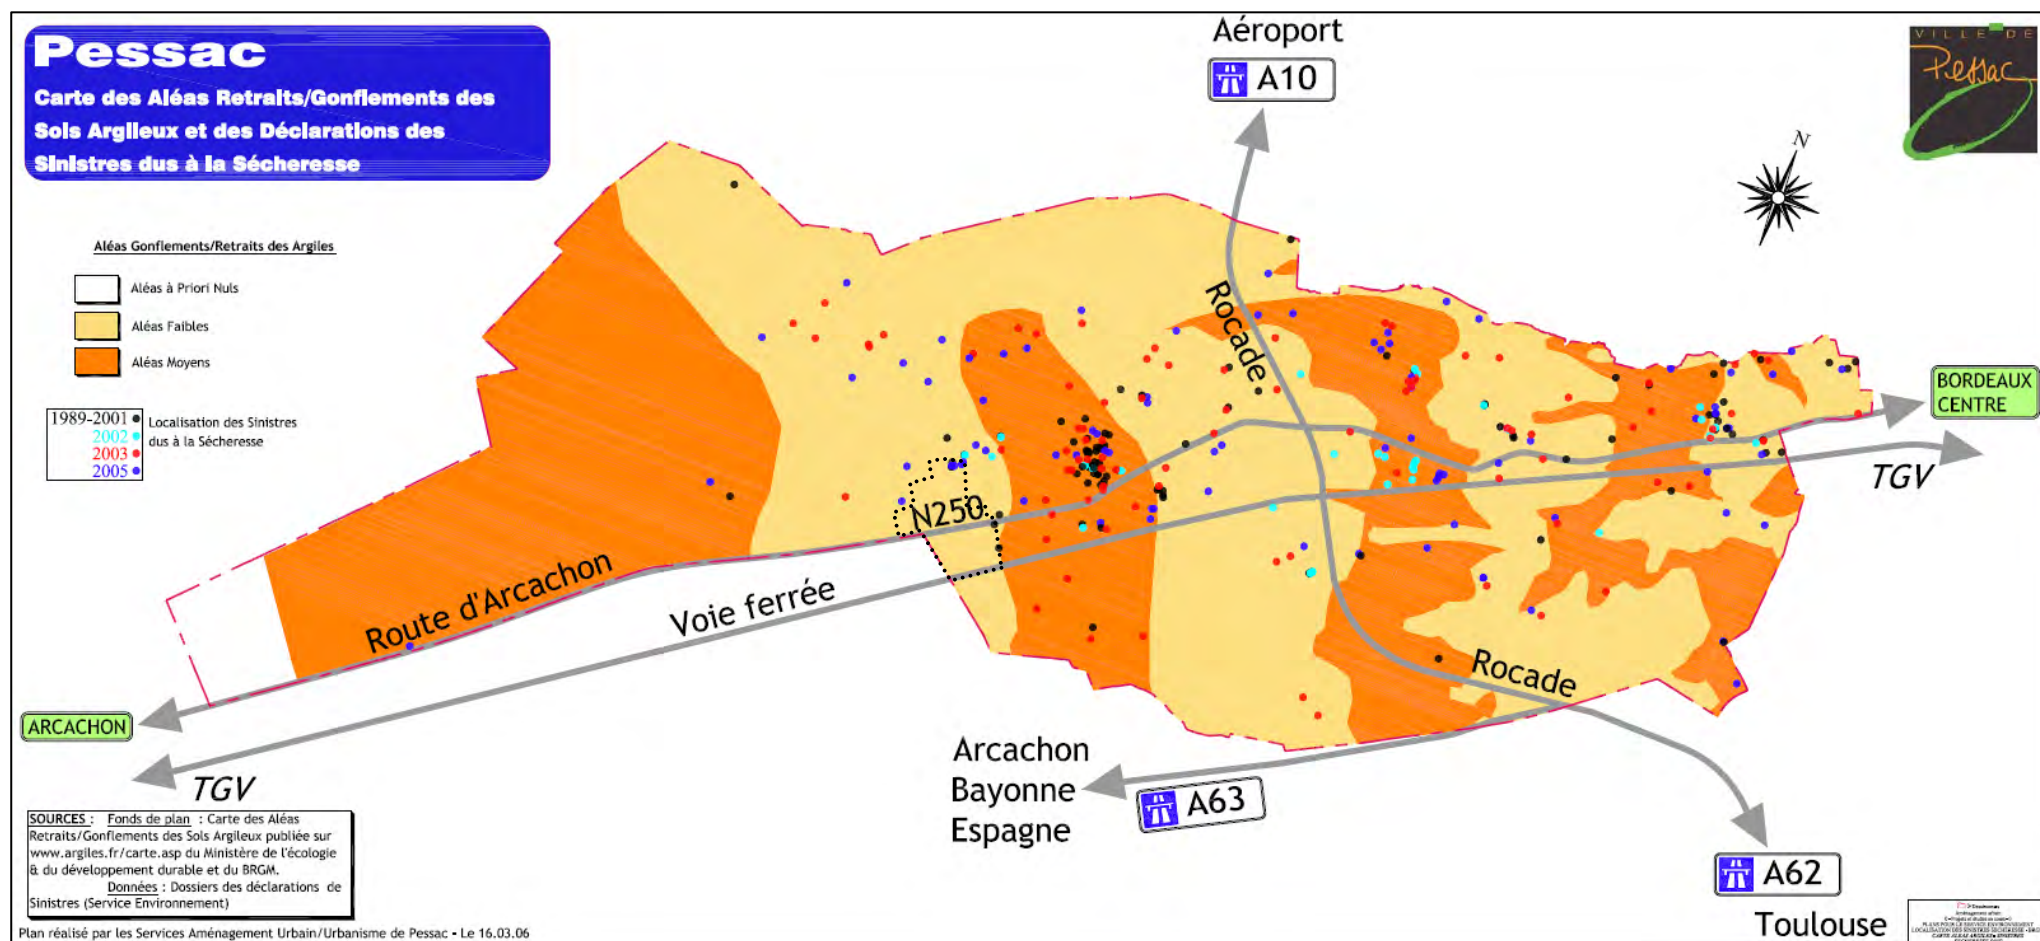 Pessac
Carte des Aléas Retraits/Gonflements des
Sols Argileux et des Déclarations des
Sinistres dus à la Sécheresse
Aéroport
A10
VILLE DE
Pessac
N
Aléas Gonflements/Retraits des Argiles
Aléas à Priori Nuls
Aléas Faibles
Aléas Moyens
1989-2001
2002
2003
2005
Localisation des Sinistres
dus à la Sécheresse
Rocade
BORDEAUX
CENTRE
TGV
N250
Route d'Arcachon
Voie ferrée
Rocade
ARCACHON
TGV
Arcachon
Bayonne
Espagne
A63
A62
Toulouse
SOURCES : Fonds de plan : Carte des Aléas
Retraits/Gonflements des Sols Argileux publiée sur
www.argiles.fr/carte.asp du Ministère de l'écologie
& du développement durable et du BRGM.
Données : Dossiers des déclarations de
Sinistres (Service Environnement)
Plan réalisé par les Services Aménagement Urbain/Urbanisme de Pessac - Le 16.03.06